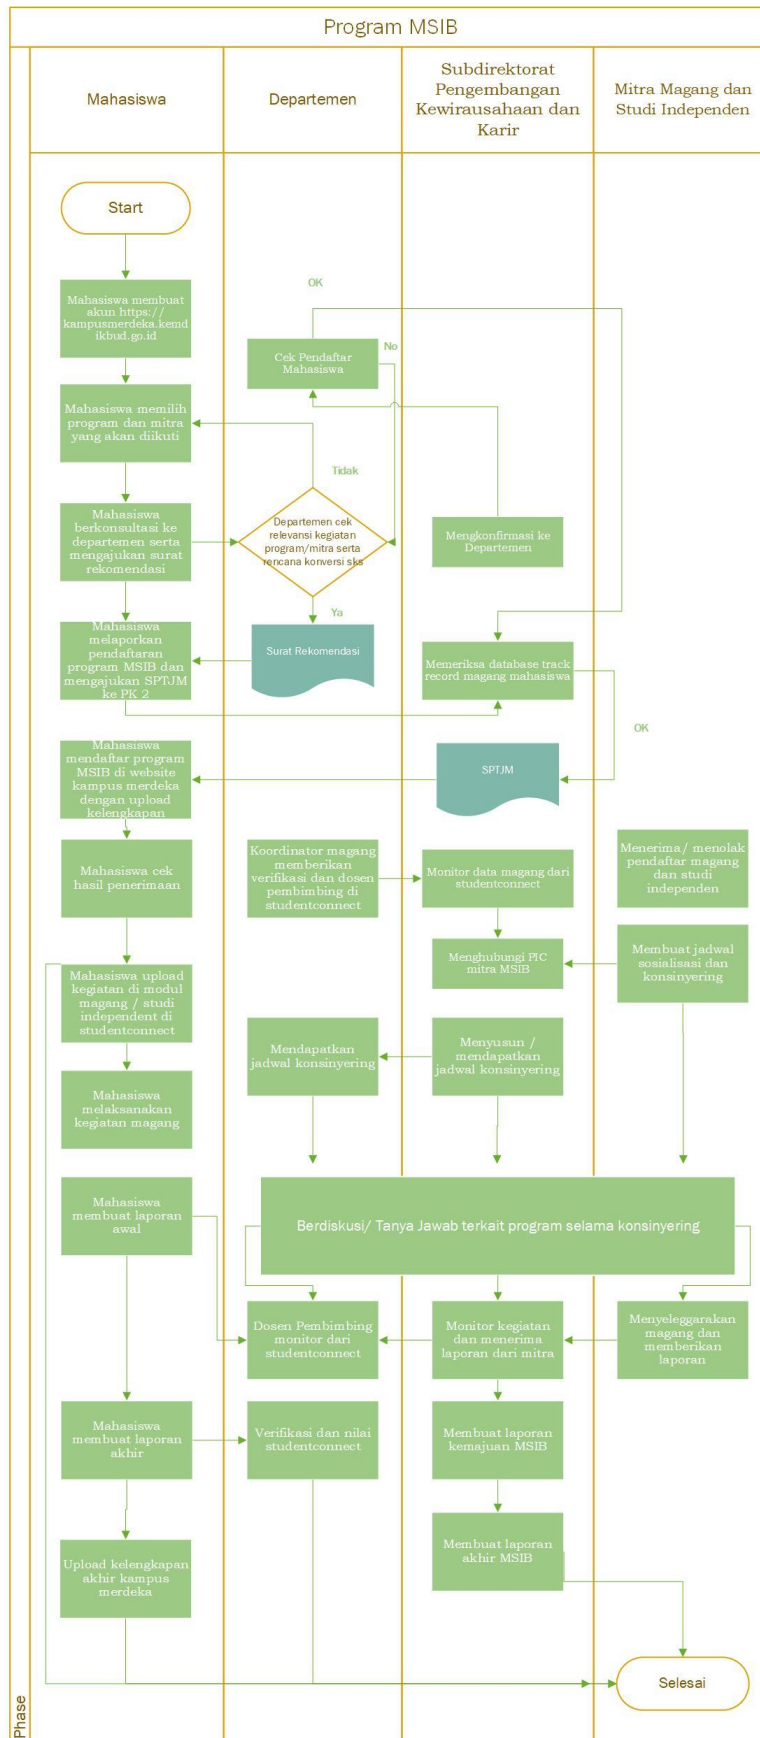 Program MSIB
Mahasiswa
Departemen
Subdirektorat
Pengembangan
Kewirausahaan dan
Karir
Mitra Magang dan
Studi Independen
Start
Mahasiswa membuat
akun https://
kampusmerdeka.kemd
ikbud.go.id
OK
Cek Pendaftar
Mahasiswa
No
Mahasiswa memilih
program dan mitra
yang akan diikuti
Tidak
Mahasiswa
berkonsultasi ke
departemen serta
mengajukan surat
rekomendasi
Departemen cek
relevansi kegiatan
program/mitra serta
rencana konversi sks
Mengkonfirmasi ke
Departemen
Ya
Mahasiswa
melaporkan
pendaftaran
program MSIB dan
mengajukan SPTJM
ke PK 2
Surat Rekomendasi
Memeriksa database track
record magang mahasiswa
OK
Mahasiswa
mendaftar program
MSIB di website
kampus merdeka
dengan upload
kelengkapan
SPTJM
Mahasiswa cek
hasil penerimaan
Koordinator magang
memberikan
verifikasi dan dosen
pembimbing di
studentconnect
Monitor data magang dari
studentconnect
Menerima/ menolak
pendaftar magang
dan studi
independen
Mahasiswa upload
kegiatan di modul
magang / studi
independent di
studentconnect
Menghubungi PIC
mitra MSIB
Membuat jadwal
sosialisasi dan
konsinyering
Mendapatkan
jadwal konsinyering
Menyusun /
mendapatkan
jadwal konsinyering
Mahasiswa
melaksanakan
kegiatan magang
Mahasiswa
membuat laporan
awal
Berdiskusi/ Tanya Jawab terkait program selama konsinyering
Dosen Pembimbing
monitor dari
studentconnect
Monitor kegiatan
dan menerima
laporan dari mitra
Menyeleggarakan
magang dan
memberikan
laporan
Mahasiswa
membuat laporan
akhir
Verifikasi dan nilai
studentconnect
Membuat laporan
kemajuan MSIB
Upload kelengkapan
akhir kampus
merdeka
Membuat laporan
akhir MSIB
Selesai
Phase